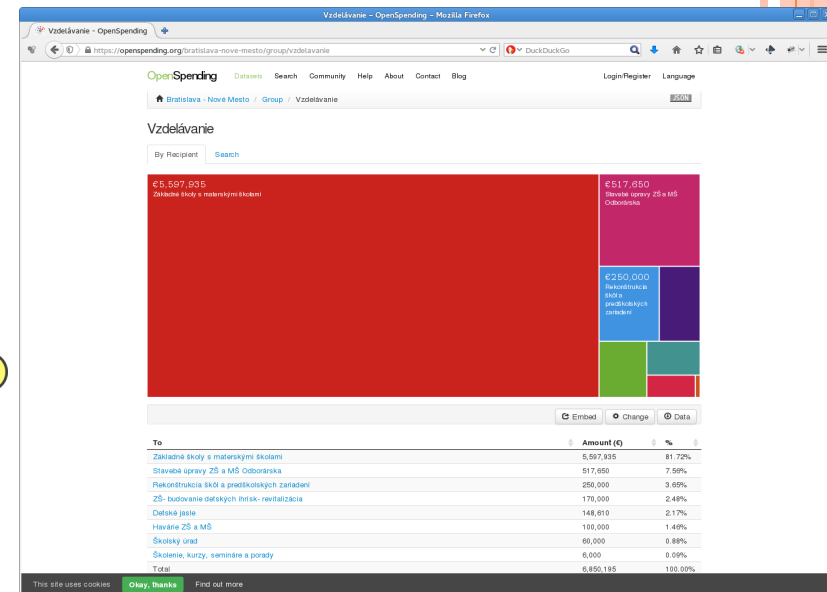 Vzdelávanie – OpenSpending – Mozilla Firefox
Vzdelávanie - OpenSpending
https://openspending.org/bratislava-nove-mesto/group/vzdelavanie
DuckDuckGo
OpenSpending Datasets Search Community Help About Contact Blog Login/Register Language
Bratislava - Nové Mesto / Group / Vzdelávanie JSON
Vzdelávanie
By Recipient Search
€5,597,935
Základné školy s materskými školami
€517,650
Stavebé úpravy ZŠ a MŠ
Odborárska
€250,000
Rekonštrukcia
škôl a
predškolských
zariadení
Embed Change Data
To Amount (€) %
Základné školy s materskými školami 5,597,935 81.72%
Stavebé úpravy ZŠ a MŠ Odborárska 517,650 7.56%
Rekonštrukcia škôl a predškolských zariadení 250,000 3.65%
ZŠ- budovanie detských ihrísk- revitalizácia 170,000 2.48%
Detské jasle 148,610 2.17%
Havárie ZŠ a MŠ 100,000 1.46%
Školský úrad 60,000 0.88%
Školenie, kurzy, semináre a porady 6,000 0.09%
Total 6,850,195 100.00%
This site uses cookies Okay, thanks Find out more